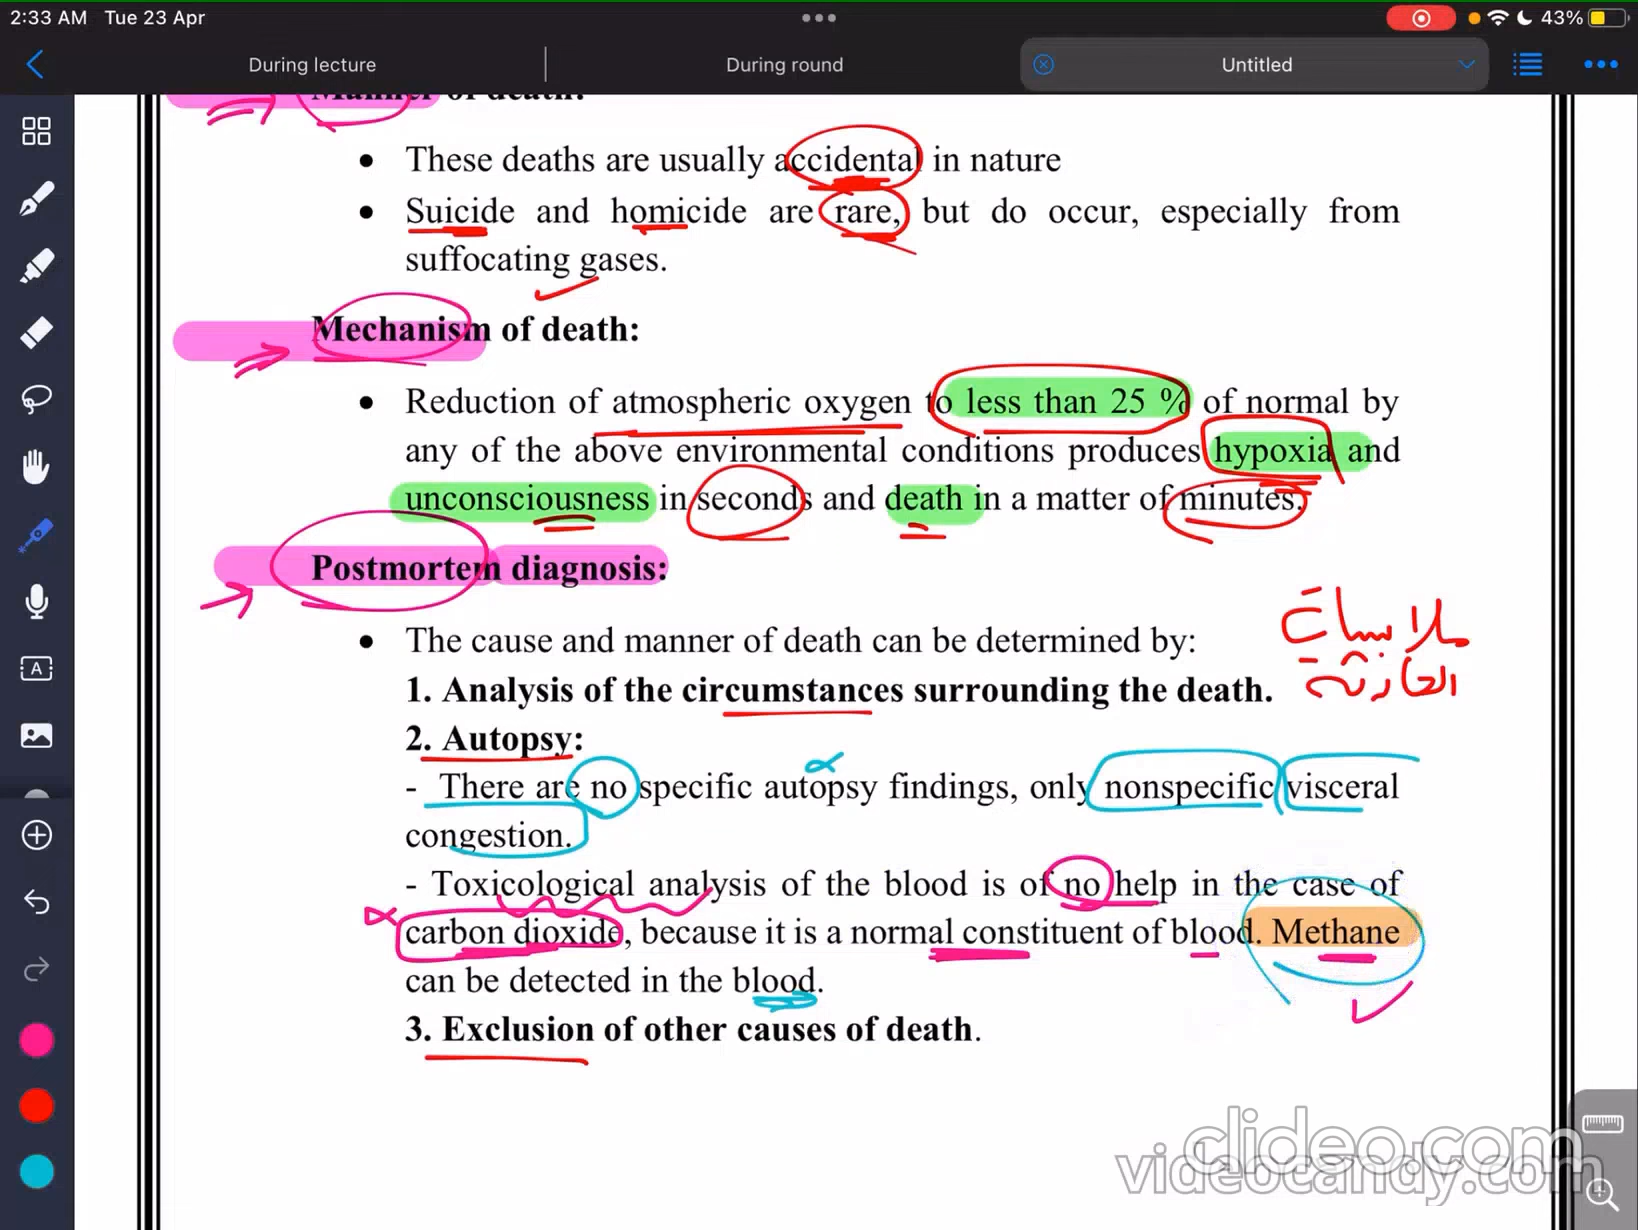 2:33 AM Tue 23 Apr
43%
During lecture
During round
Untitled
Manner of death:
• These deaths are usually accidental in nature
• Suicide and homicide are rare, but do occur, especially from
suffocating gases.
Mechanism of death:
• Reduction of atmospheric oxygen to less than 25 % of normal by
any of the above environmental conditions produces hypoxia and
unconsciousness in seconds and death in a matter of minutes.
Postmortem diagnosis:
ملابسات
• The cause and manner of death can be determined by:
1. Analysis of the circumstances surrounding the death.
2. Autopsy:
- There are no specific autopsy findings, only nonspecific visceral
congestion.
- Toxicological analysis of the blood is of no help in the case of
carbon dioxide, because it is a normal constituent of blood. Methane
can be detected in the blood.
3. Exclusion of other causes of death.
clideo.com
videocandy.com